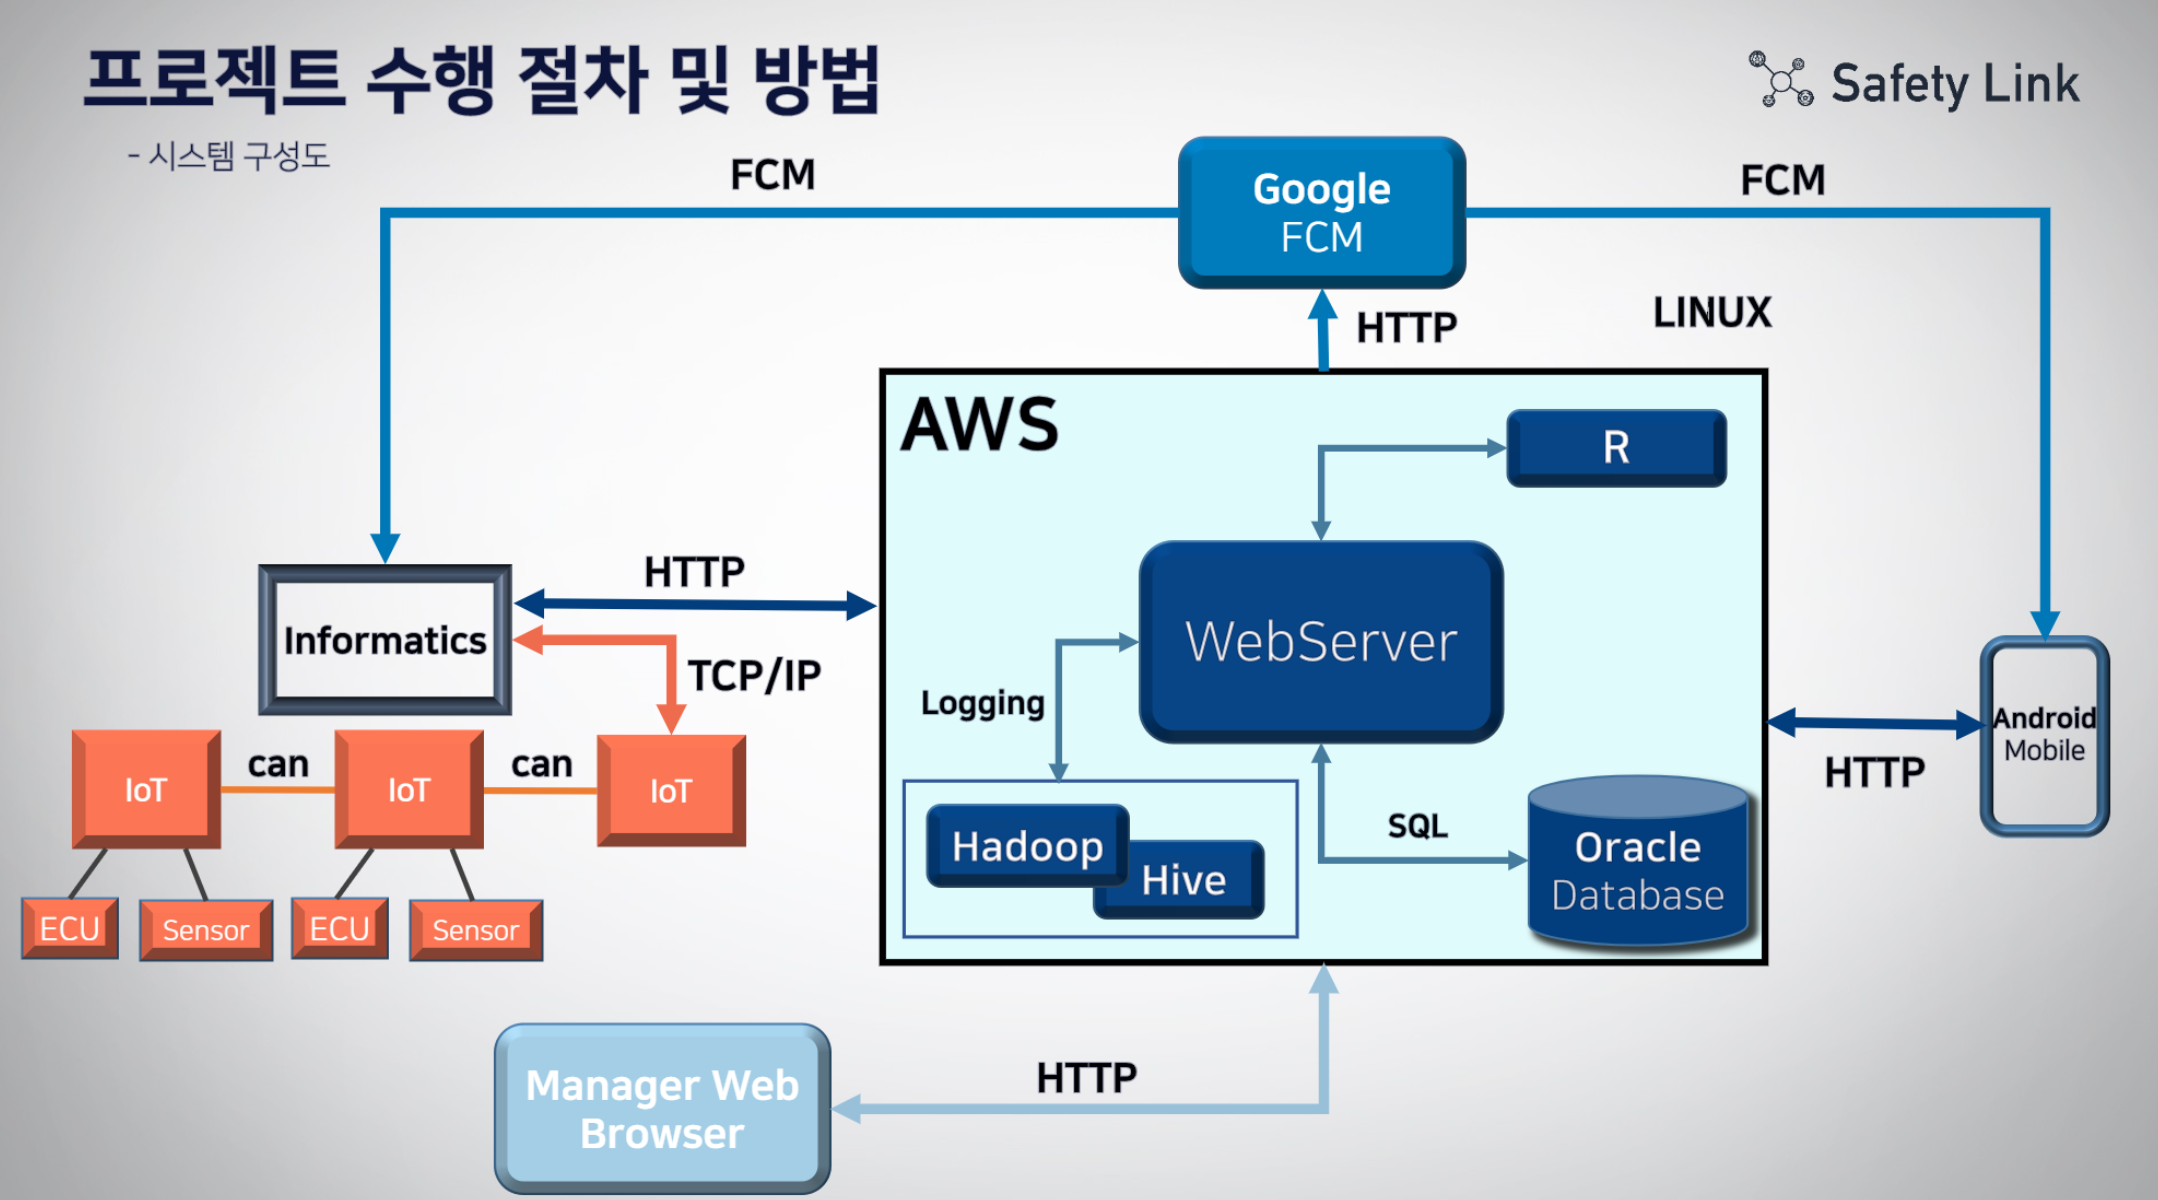 프로젝트 수행 절차 및 방법
- 시스템 구성도
Safety Link
FCM
Google
FCM
FCM
HTTP
LINUX
AWS
R
HTTP
Informatics
TCP/IP
WebServer
Logging
Android
Mobile
HTTP
IoT
can
IoT
can
IoT
SQL
Hadoop
Hive
Oracle
Database
ECU
Sensor
ECU
Sensor
Manager Web
Browser
HTTP